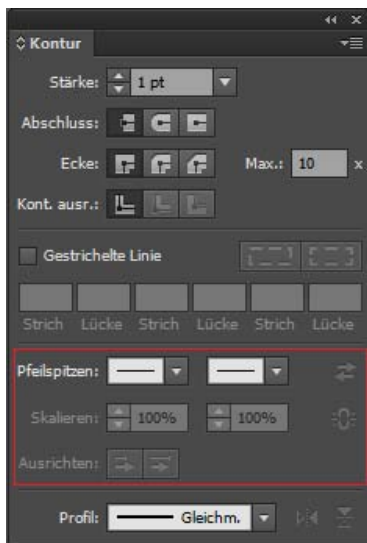 Kontur
Stärke: 1 pt
Abschluss:
Ecke: Max.: 10 x
Kont. ausr.:
Gestrichelte Linie
Strich Lücke Strich Lücke Strich Lücke
Pfeilspitzen:
Skalieren: 100% 100%
Ausrichten:
Profil: Gleichm.